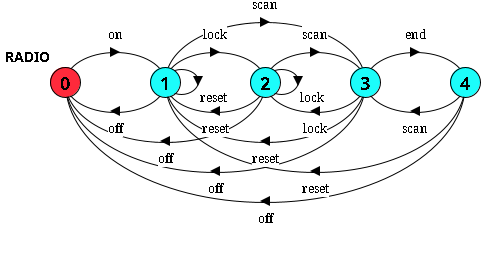 scan
on
lock
scan
end
RADIO
0
1
2
3
4
reset
lock
off
reset
lock
scan
off
reset
off
reset
off